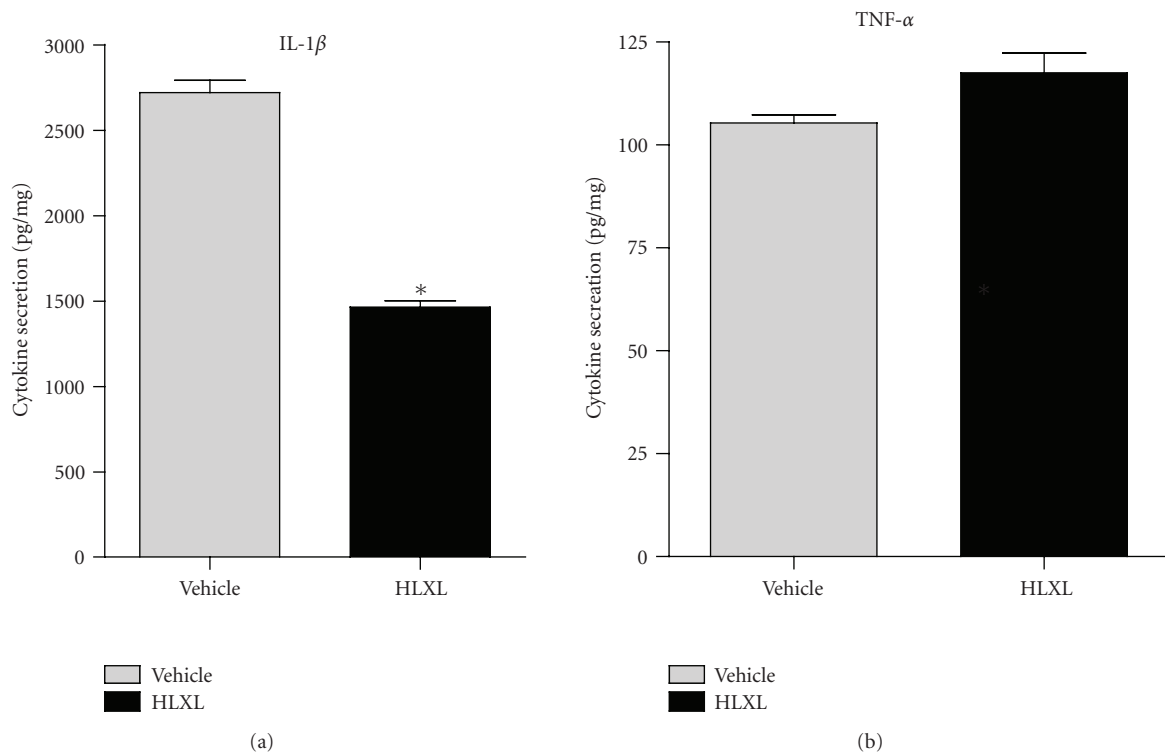 IL-1β
3000
2500
2000
1500
1000
500
0
Cytokine secretion (pg/mg)
*
Vehicle
HLXL
Vehicle
HLXL
(a)
TNF-α
125
100
75
50
25
0
Cytokine secreation (pg/mg)
*
Vehicle
HLXL
Vehicle
HLXL
(b)